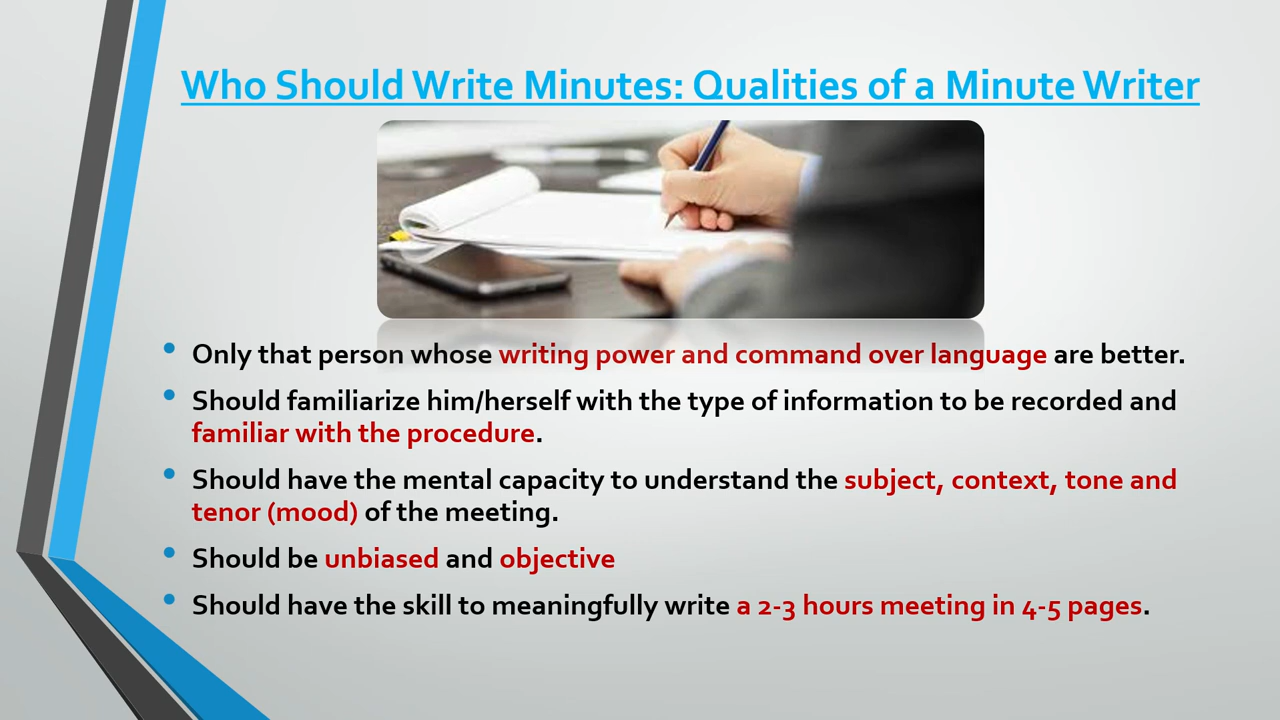 Who Should Write Minutes: Qualities of a Minute Writer
• Only that person whose writing power and command over language are better.
• Should familiarize him/herself with the type of information to be recorded and
familiar with the procedure.
• Should have the mental capacity to understand the subject, context, tone and
tenor (mood) of the meeting.
• Should be unbiased and objective
• Should have the skill to meaningfully write a 2-3 hours meeting in 4-5 pages.